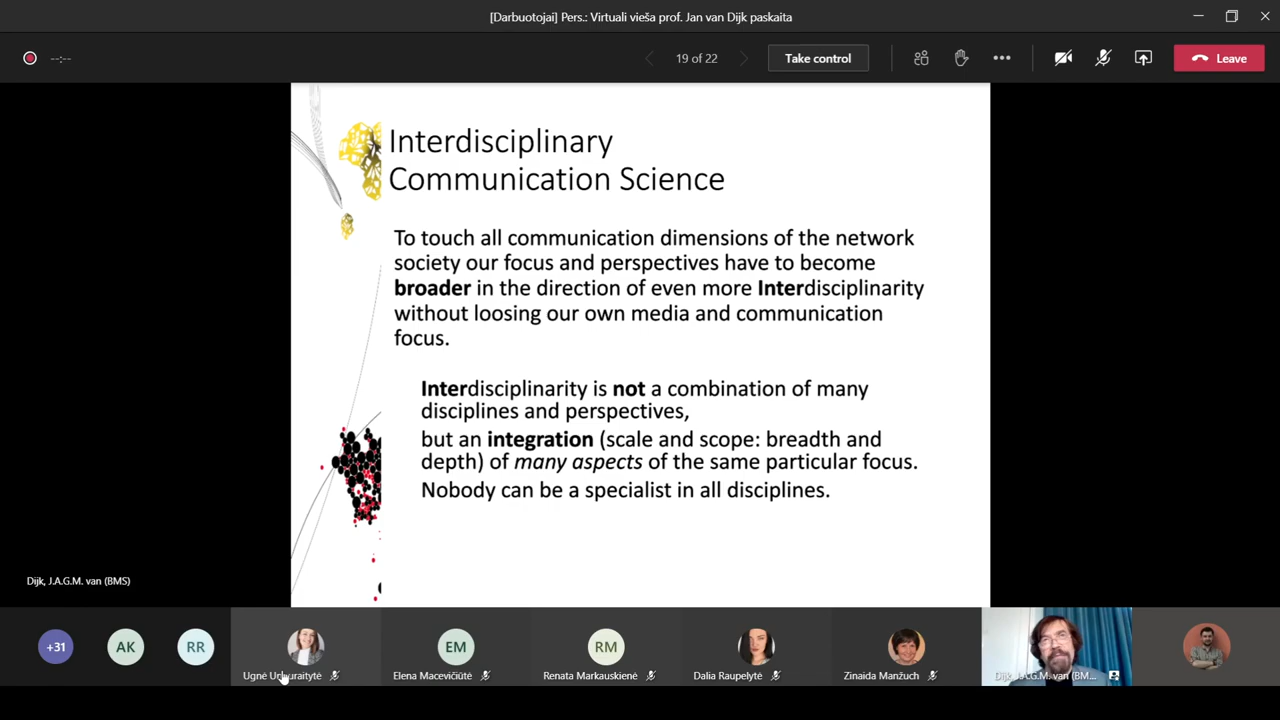 [Darbuotojai] Pers.: Virtuali vieša prof. Jan van Dijk paskaita
--:--
19 of 22
Take control
Leave
Interdisciplinary
Communication Science
To touch all communication dimensions of the network
society our focus and perspectives have to become
broader in the direction of even more Interdisciplinarity
without loosing our own media and communication
focus.
Interdisciplinarity is not a combination of many
disciplines and perspectives,
but an integration (scale and scope: breadth and
depth) of many aspects of the same particular focus.
Nobody can be a specialist in all disciplines.
Dijk, J.A.G.M. van (BMS)
+31
AK
RR
EM
RM
Ugnė
Elena Macevičiūtė
Renata Markauskienė
Dalia Raupelytė
Zinaida Manžuch
Dijk, J.A.G.M. van (BM...